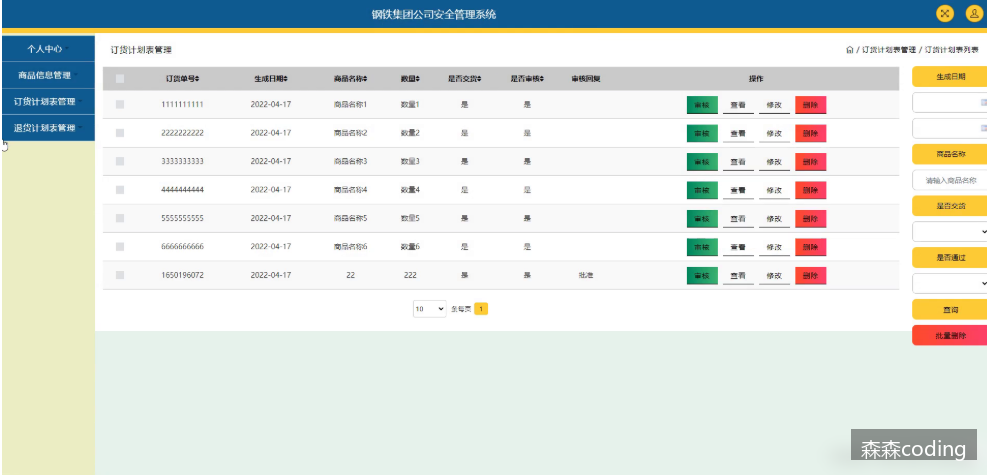 钢铁集团公司安全管理系统
个人中心
商品信息管理
订货计划表管理
退货计划表管理
订货计划表管理
/ 订货计划表管理 / 订货计划表列表
订货单号 生成日期 商品名称 数量 是否交货 是否审核 审核回复 操作
1111111111 2022-04-17 商品名称1 数量1 是 是 审核 查看 修改 删除
2222222222 2022-04-17 商品名称2 数量2 是 是 审核 查看 修改 删除
3333333333 2022-04-17 商品名称3 数量3 是 是 审核 查看 修改 删除
4444444444 2022-04-17 商品名称4 数量4 是 是 审核 查看 修改 删除
5555555555 2022-04-17 商品名称5 数量5 是 是 审核 查看 修改 删除
6666666666 2022-04-17 商品名称6 数量6 是 是 审核 查看 修改 删除
1650196072 2022-04-17 22 222 是 是 批准 审核 查看 修改 删除
10 条每页 1
生成日期
商品名称
请输入商品名称
是否交货
是否通过
查询
批量删除
森森coding